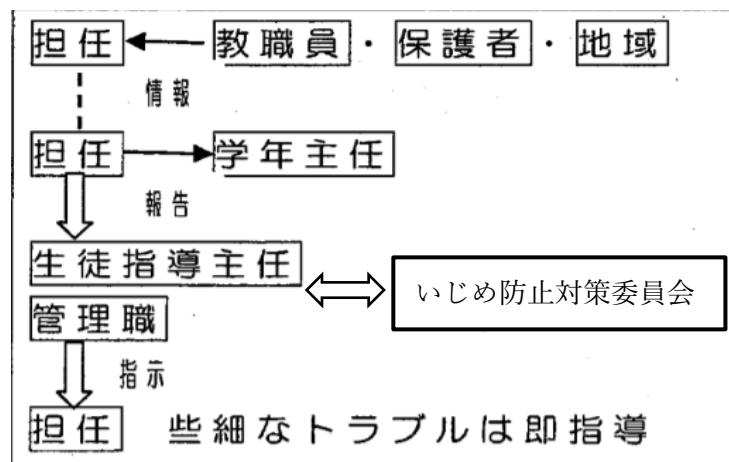 担任 教職員・保護者・地域
情報
担任 学年主任
報告
生徒指導主任
いじめ防止対策委員会
管理職
指示
担任 些細なトラブルは即指導